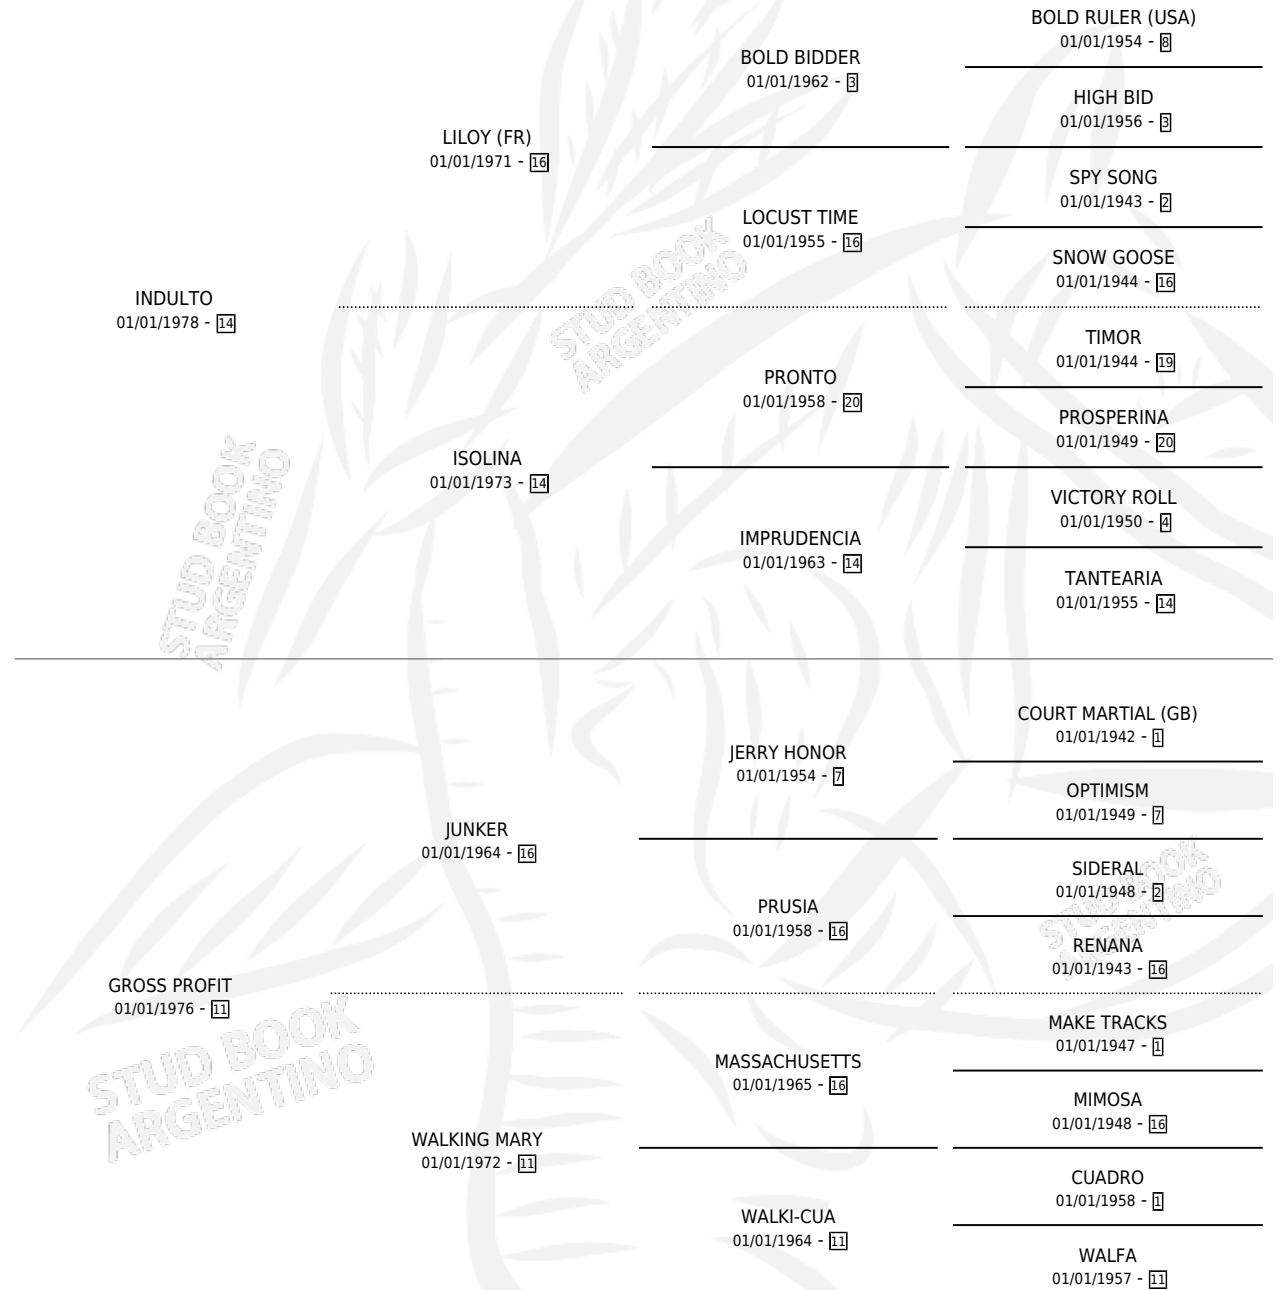 BOLD RULER (USA)
01/01/1954 - 8
BOLD BIDDER
01/01/1962 - 3
HIGH BID
01/01/1956 - 3
LILOY (FR)
01/01/1971 - 16
SPY SONG
01/01/1943 - 2
LOCUST TIME
01/01/1955 - 16
SNOW GOOSE
01/01/1944 - 16
INDULTO
01/01/1978 - 14
TIMOR
01/01/1944 - 19
PRONTO
01/01/1958 - 20
PROSPERINA
01/01/1949 - 20
ISOLINA
01/01/1973 - 14
VICTORY ROLL
01/01/1950 - 4
IMPRUDENCIA
01/01/1963 - 14
TANTEARIA
01/01/1955 - 14
COURT MARTIAL (GB)
01/01/1942 - 1
JERRY HONOR
01/01/1954 - 7
OPTIMISM
01/01/1949 - 7
JUNKER
01/01/1964 - 16
SIDERAL
01/01/1948 - 2
PRUSIA
01/01/1958 - 16
RENANA
01/01/1943 - 16
GROSS PROFIT
01/01/1976 - 11
MAKE TRACKS
01/01/1947 - 1
MASSACHUSETTS
01/01/1965 - 16
MIMOSA
01/01/1948 - 16
WALKING MARY
01/01/1972 - 11
CUADRO
01/01/1958 - 1
WALKI-CUA
01/01/1964 - 11
WALFA
01/01/1957 - 11
STUD BOOK
ARGENTINO
STUD BOOK
ARGENTINO
STUD BOOK
ARGENTINO
STUD BOOK
ARGENTINO